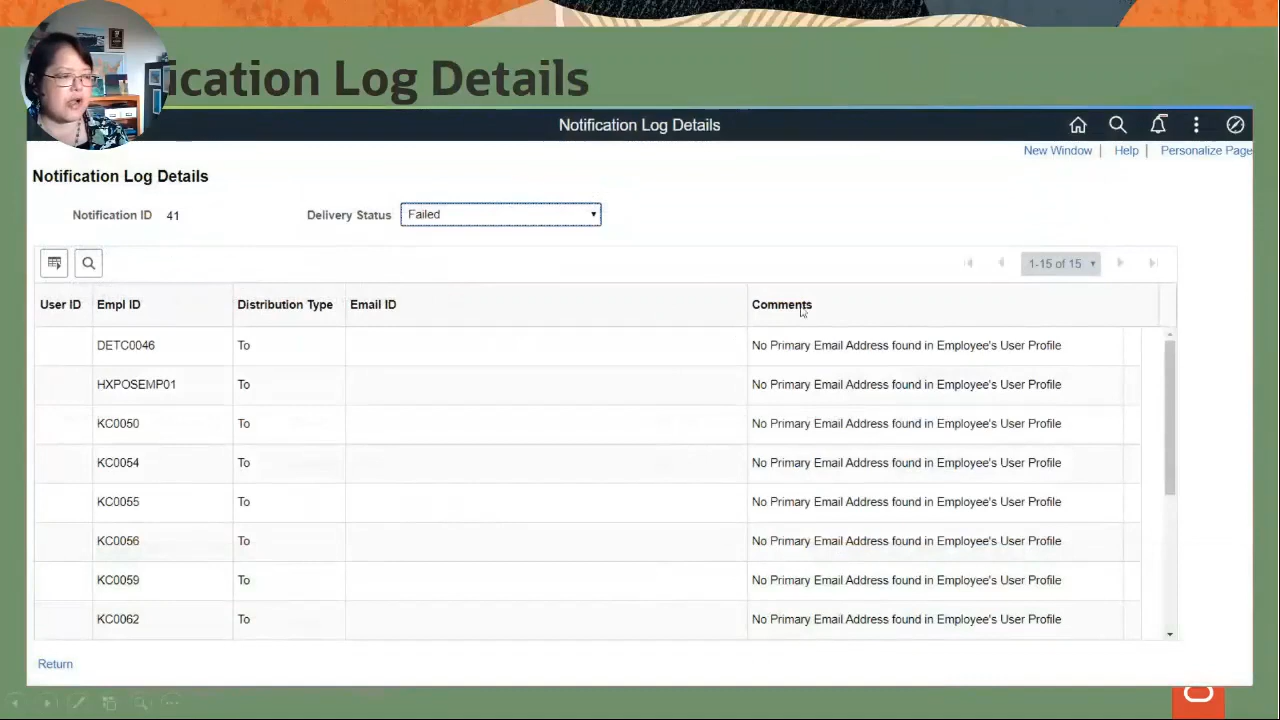 ification Log Details
Notification Log Details
New Window | Help | Personalize Page
Notification Log Details
Notification ID 41 Delivery Status Failed
1-15 of 15
User ID Empl ID Distribution Type Email ID Comments
DETC0046 To No Primary Email Address found in Employee's User Profile
HXPOSEMP01 To No Primary Email Address found in Employee's User Profile
KC0050 To No Primary Email Address found in Employee's User Profile
KC0054 To No Primary Email Address found in Employee's User Profile
KC0055 To No Primary Email Address found in Employee's User Profile
KC0056 To No Primary Email Address found in Employee's User Profile
KC0059 To No Primary Email Address found in Employee's User Profile
KC0062 To No Primary Email Address found in Employee's User Profile
Return